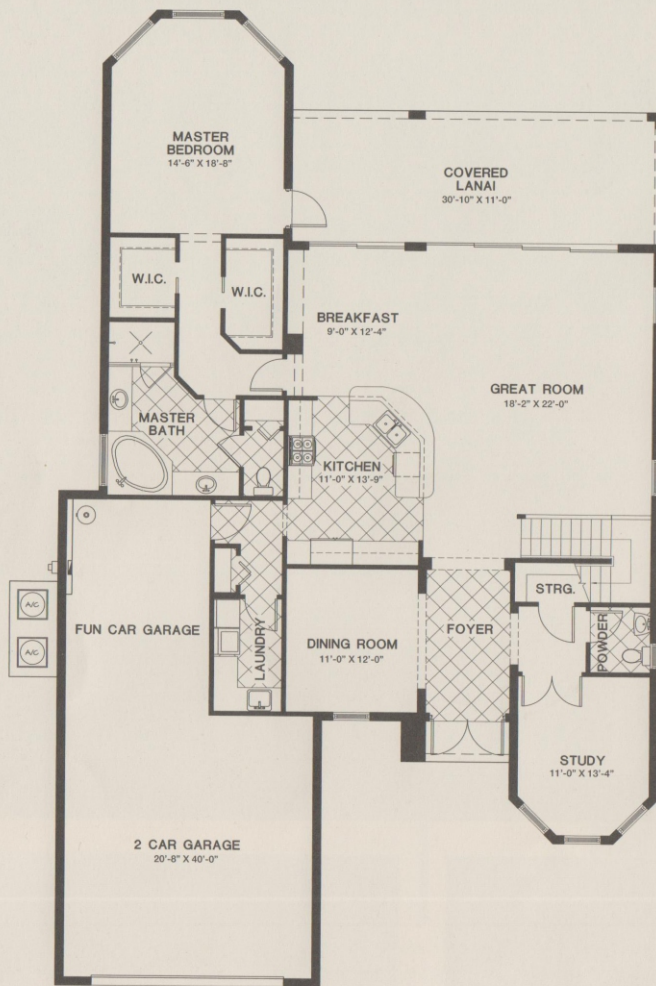 MASTER
BEDROOM
14'-6" X 18'-8"
COVERED
LANAI
30'-10" X 11'-0"
W.I.C.
W.I.C.
BREAKFAST
9'-0" X 12'-4"
GREAT ROOM
18'-2" X 22'-0"
MASTER
BATH
KITCHEN
11'-0" X 13'-9"
STRG.
A/C
A/C
FUN CAR GARAGE
LAUNDRY
DINING ROOM
11'-0" X 12'-0"
FOYER
POWDER
STUDY
11'-0" X 13'-4"
2 CAR GARAGE
20'-8" X 40'-0"